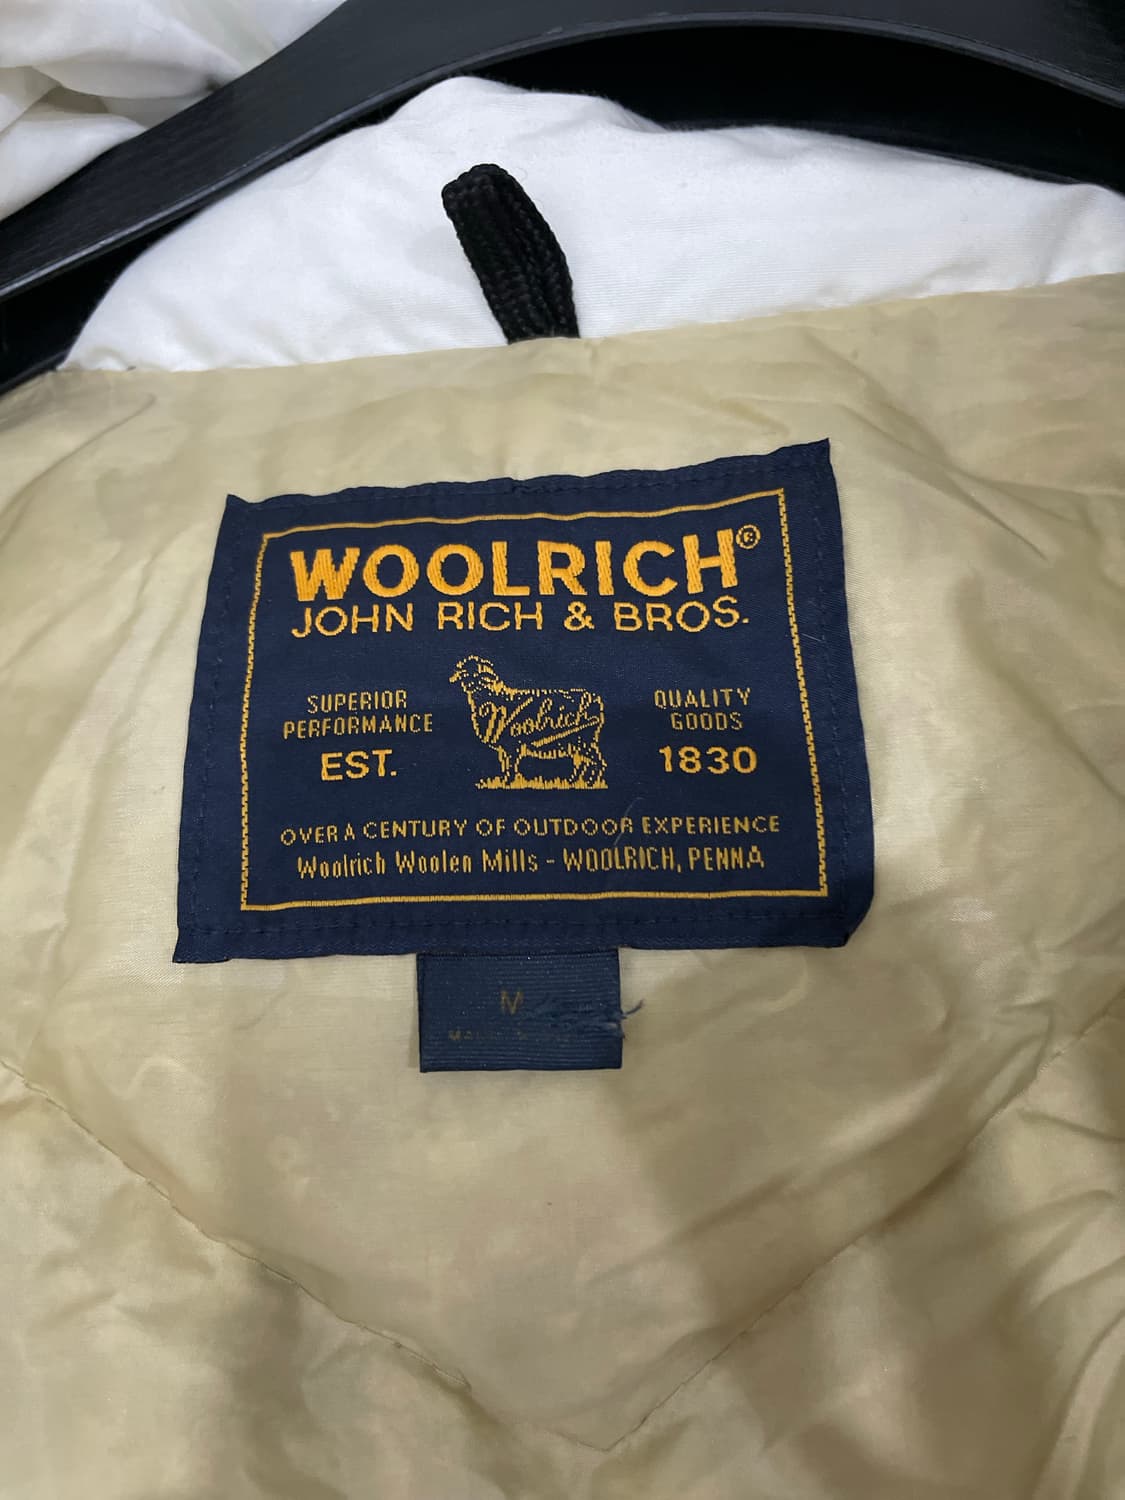 WOOLRICH®
JOHN RICH & BROS.
SUPERIOR
PERFORMANCE
EST.
Woolrich
QUALITY
GOODS
1830
OVER A CENTURY OF OUTDOOR EXPERIENCE
Woolrich Woolen Mills - WOOLRICH, PENNA
M